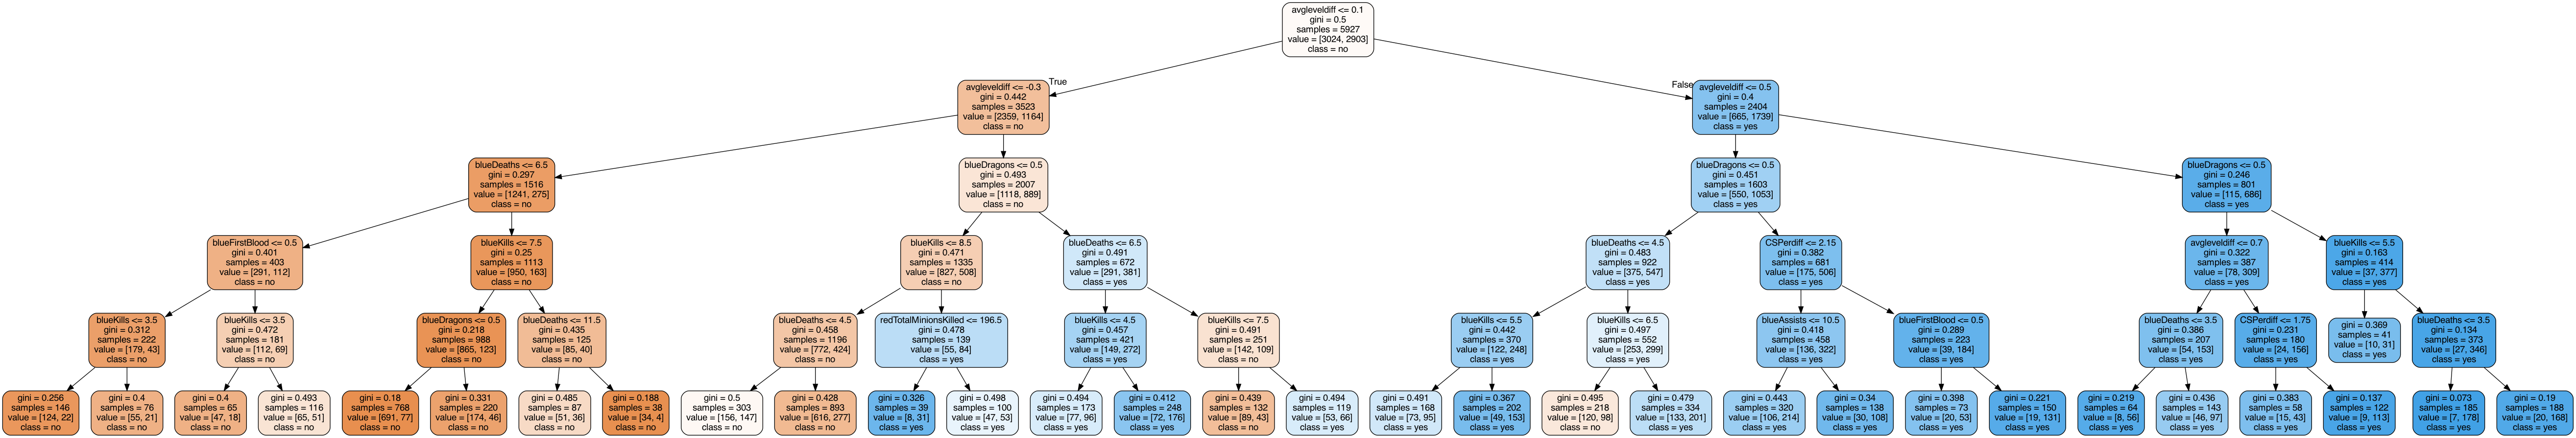 avgleveldiff <= 0.1
gini = 0.5
samples = 5927
value = [3024, 2903]
class = no
True
False
avgleveldiff <= -0.3
gini = 0.442
samples = 3523
value = [2359, 1164]
class = no
avgleveldiff <= 0.5
gini = 0.4
samples = 2404
value = [665, 1739]
class = yes
blueDeaths <= 6.5
gini = 0.297
samples = 1516
value = [1241, 275]
class = no
blueDragons <= 0.5
gini = 0.493
samples = 2007
value = [1118, 889]
class = no
blueDragons <= 0.5
gini = 0.451
samples = 1603
value = [550, 1053]
class = yes
blueDragons <= 0.5
gini = 0.246
samples = 801
value = [115, 686]
class = yes
blueFirstBlood <= 0.5
gini = 0.401
samples = 403
value = [291, 112]
class = no
blueKills <= 7.5
gini = 0.25
samples = 1113
value = [950, 163]
class = no
blueKills <= 8.5
gini = 0.471
samples = 1335
value = [827, 508]
class = no
blueDeaths <= 6.5
gini = 0.491
samples = 672
value = [291, 381]
class = yes
blueDeaths <= 4.5
gini = 0.483
samples = 922
value = [375, 547]
class = yes
CSPerdiff <= 2.15
gini = 0.382
samples = 681
value = [175, 506]
class = yes
avgleveldiff <= 0.7
gini = 0.322
samples = 387
value = [78, 309]
class = yes
blueKills <= 5.5
gini = 0.163
samples = 414
value = [37, 377]
class = yes
blueKills <= 3.5
gini = 0.312
samples = 222
value = [179, 43]
class = no
blueKills <= 3.5
gini = 0.472
samples = 181
value = [112, 69]
class = no
blueDragons <= 0.5
gini = 0.218
samples = 988
value = [865, 123]
class = no
blueDeaths <= 11.5
gini = 0.435
samples = 125
value = [85, 40]
class = no
blueDeaths <= 4.5
gini = 0.458
samples = 1196
value = [772, 424]
class = no
redTotalMinionsKilled <= 196.5
gini = 0.478
samples = 139
value = [55, 84]
class = yes
blueKills <= 4.5
gini = 0.457
samples = 421
value = [149, 272]
class = yes
blueKills <= 7.5
gini = 0.491
samples = 251
value = [142, 109]
class = no
blueKills <= 5.5
gini = 0.442
samples = 370
value = [122, 248]
class = yes
blueKills <= 6.5
gini = 0.497
samples = 552
value = [253, 299]
class = yes
blueAssists <= 10.5
gini = 0.418
samples = 458
value = [136, 322]
class = yes
blueFirstBlood <= 0.5
gini = 0.289
samples = 223
value = [39, 184]
class = yes
blueDeaths <= 3.5
gini = 0.386
samples = 207
value = [54, 153]
class = yes
CSPerdiff <= 1.75
gini = 0.231
samples = 180
value = [24, 156]
class = yes
gini = 0.369
samples = 41
value = [10, 31]
class = yes
blueDeaths <= 3.5
gini = 0.134
samples = 373
value = [27, 346]
class = yes
gini = 0.256
samples = 146
value = [124, 22]
class = no
gini = 0.4
samples = 76
value = [55, 21]
class = no
gini = 0.4
samples = 65
value = [47, 18]
class = no
gini = 0.493
samples = 116
value = [65, 51]
class = no
gini = 0.18
samples = 768
value = [691, 77]
class = no
gini = 0.331
samples = 220
value = [174, 46]
class = no
gini = 0.485
samples = 87
value = [51, 36]
class = no
gini = 0.188
samples = 38
value = [34, 4]
class = no
gini = 0.5
samples = 303
value = [156, 147]
class = no
gini = 0.428
samples = 893
value = [616, 277]
class = no
gini = 0.326
samples = 39
value = [8, 31]
class = yes
gini = 0.498
samples = 100
value = [47, 53]
class = yes
gini = 0.494
samples = 173
value = [77, 96]
class = yes
gini = 0.412
samples = 248
value = [72, 176]
class = yes
gini = 0.439
samples = 132
value = [89, 43]
class = no
gini = 0.494
samples = 119
value = [53, 66]
class = yes
gini = 0.491
samples = 168
value = [73, 95]
class = yes
gini = 0.367
samples = 202
value = [49, 153]
class = yes
gini = 0.495
samples = 218
value = [120, 98]
class = no
gini = 0.479
samples = 334
value = [133, 201]
class = yes
gini = 0.443
samples = 320
value = [106, 214]
class = yes
gini = 0.34
samples = 138
value = [30, 108]
class = yes
gini = 0.398
samples = 73
value = [20, 53]
class = yes
gini = 0.221
samples = 150
value = [19, 131]
class = yes
gini = 0.219
samples = 64
value = [8, 56]
class = yes
gini = 0.436
samples = 143
value = [46, 97]
class = yes
gini = 0.383
samples = 58
value = [15, 43]
class = yes
gini = 0.137
samples = 122
value = [9, 113]
class = yes
gini = 0.073
samples = 185
value = [7, 178]
class = yes
gini = 0.19
samples = 188
value = [20, 168]
class = yes